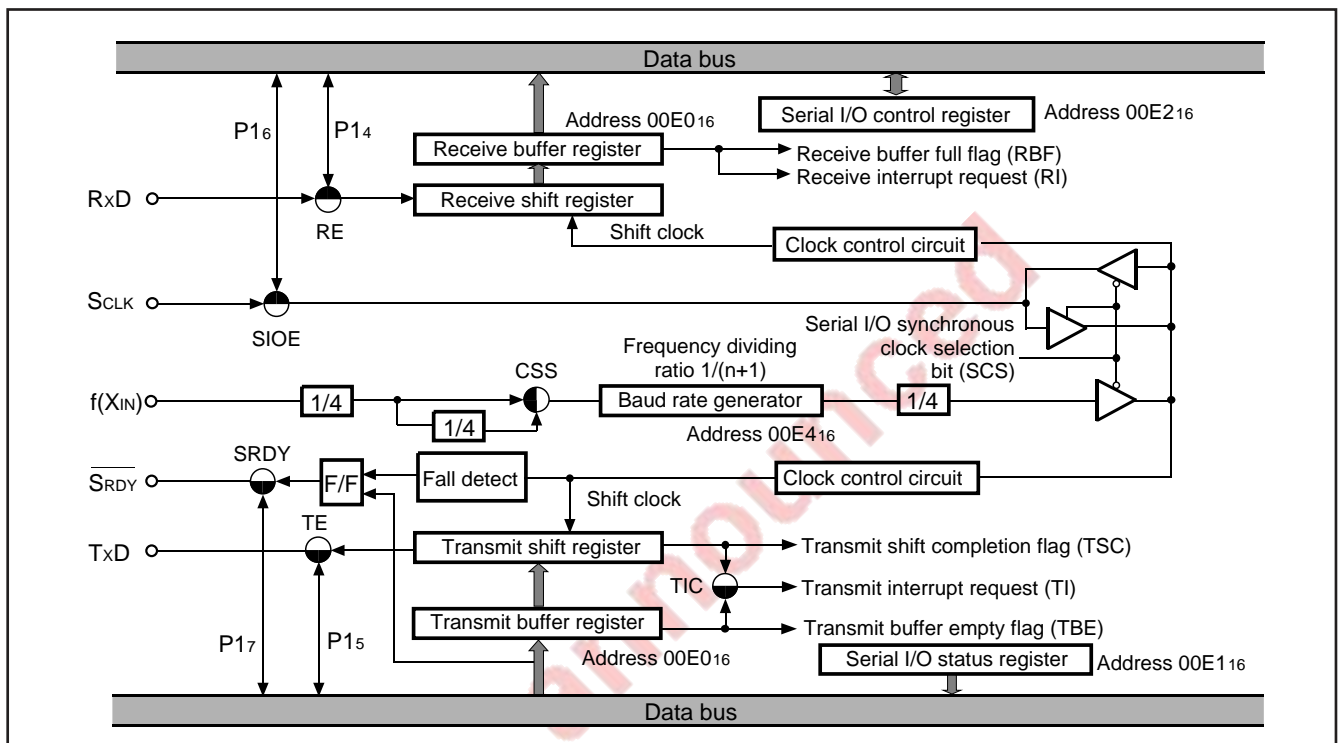 Data bus
P16
P14
Address 00E016
Serial I/O control register
Address 00E216
Receive buffer register
Receive buffer full flag (RBF)
Receive interrupt request (RI)
RXD
Receive shift register
RE
Shift clock
Clock control circuit
SCLK
SIOE
Serial I/O synchronous
clock selection
bit (SCS)
Frequency dividing
ratio 1/(n+1)
CSS
f(XIN)
1/4
1/4
Baud rate generator
1/4
Address 00E416
SRDY
SRDY
F/F
Fall detect
Clock control circuit
Shift clock
TE
TXD
Transmit shift register
Transmit shift completion flag (TSC)
TIC
Transmit interrupt request (TI)
Transmit buffer register
Transmit buffer empty flag (TBE)
P17
P15
Address 00E016
Serial I/O status register
Address 00E116
Data bus
announced